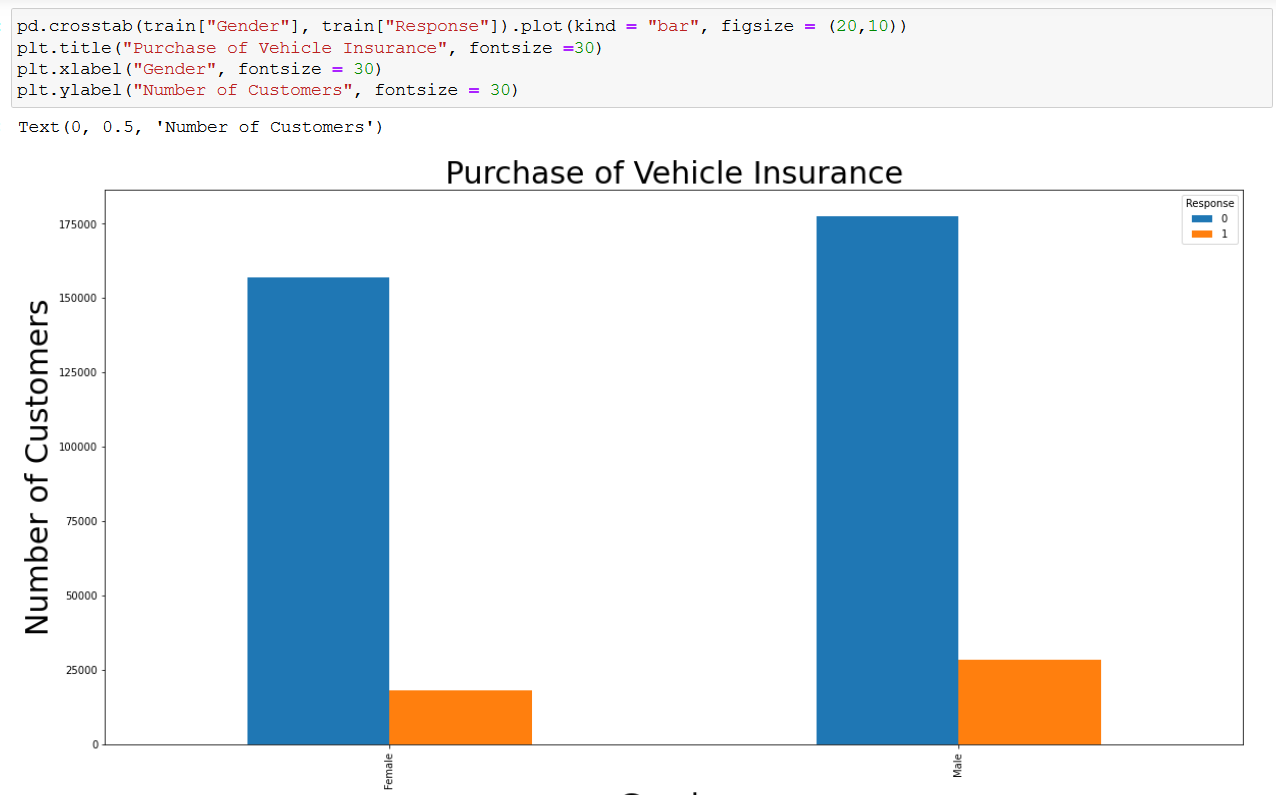 pd.crosstab(train["Gender"], train["Response"]).plot(kind = "bar", figsize = (20,10))
plt.title("Purchase of Vehicle Insurance", fontsize =30)
plt.xlabel("Gender", fontsize = 30)
plt.ylabel("Number of Customers", fontsize = 30)
Text(0, 0.5, 'Number of Customers')
Purchase of Vehicle Insurance
Response
0
1
175000
150000
125000
100000
75000
50000
25000
0
Number of Customers
Female
Male